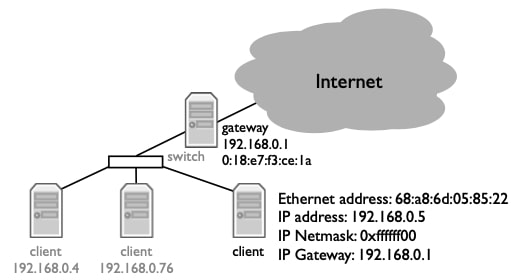 Internet
gateway
192.168.0.1
0:18:e7:f3:ce:1a
switch
client
192.168.0.4
client
192.168.0.76
client
Ethernet address: 68:a8:6d:05:85:22
IP address: 192.168.0.5
IP Netmask: 0xffffff00
IP Gateway: 192.168.0.1